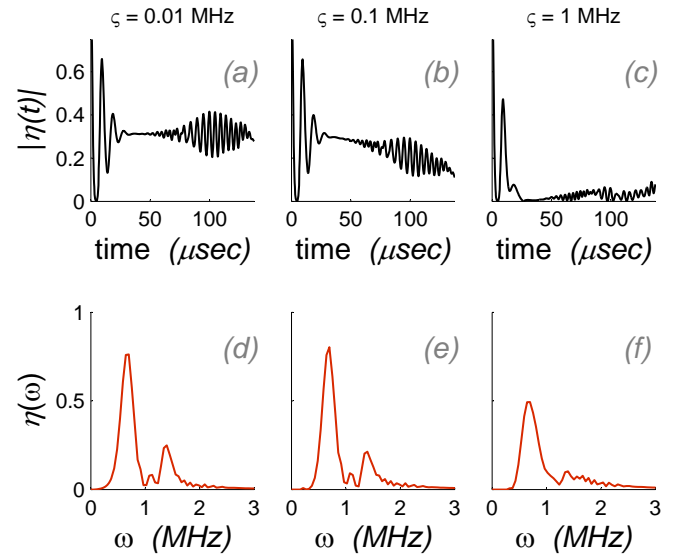 ς = 0.01 MHz ς = 0.1 MHz ς = 1 MHz
(a) (b) (c)
|η(t)|
0.6
0.4
0.2
0
0 50 100 0 50 100 0 50 100
time (μsec) time (μsec) time (μsec)
(d) (e) (f)
η(ω)
1
0.5
0
0 1 2 3 0 1 2 3 0 1 2 3
ω (MHz) ω (MHz) ω (MHz)